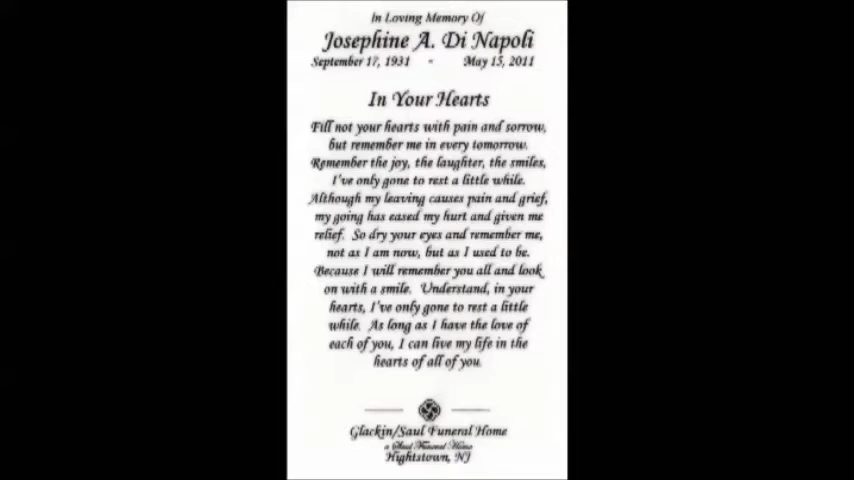 In Loving Memory Of
Josephine A. Di Napoli
September 17, 1931 - May 15, 2011
In Your Hearts
Fill not your hearts with pain and sorrow,
but remember me in every tomorrow.
Remember the joy, the laughter, the smiles,
I've only gone to rest a little while.
Although my leaving causes pain and grief,
my going has eased my hurt and given me
relief. So dry your eyes and remember me,
not as I am now, but as I used to be.
Because I will remember you all and look
on with a smile. Understand, in your
hearts, I've only gone to rest a little
while. As long as I have the love of
each of you, I can live my life in the
hearts of all of you.
Glackin/Saul Funeral Home
a Saul Funeral Home
Hightstown, NJ